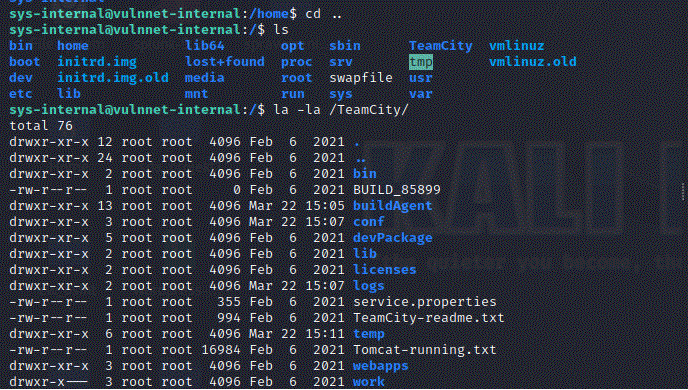 sys-internal@vulnnet-internal:/home$ cd ..
sys-internal@vulnnet-internal:/$ ls
bin home lib64 opt sbin TeamCity vmlinuz
boot initrd.img lost+found proc srv tmp vmlinuz.old
dev initrd.img.old media root swapfile usr
etc lib mnt run sys var
sys-internal@vulnnet-internal:/$ la -la /TeamCity/
total 76
drwxr-xr-x 12 root root 4096 Feb 6 2021 .
drwxr-xr-x 24 root root 4096 Feb 6 2021 ..
drwxr-xr-x 2 root root 4096 Feb 6 2021 bin
-rw-r--r-- 1 root root 0 Feb 6 2021 BUILD_85899
drwxr-xr-x 13 root root 4096 Mar 22 15:05 buildAgent
drwxr-xr-x 3 root root 4096 Mar 22 15:07 conf
drwxr-xr-x 5 root root 4096 Feb 6 2021 devPackage
drwxr-xr-x 2 root root 4096 Feb 6 2021 lib
drwxr-xr-x 2 root root 4096 Feb 6 2021 licenses
drwxr-xr-x 2 root root 4096 Mar 22 15:07 logs
-rw-r--r-- 1 root root 355 Feb 6 2021 service.properties
-rw-r--r-- 1 root root 994 Feb 6 2021 TeamCity-readme.txt
drwxr-xr-x 6 root root 4096 Mar 22 15:11 temp
-rw-r--r-- 1 root root 16984 Feb 6 2021 Tomcat-running.txt
drwxr-xr-x 3 root root 4096 Feb 6 2021 webapps
drwxr-x--- 3 root root 4096 Feb 6 2021 work
KALI
the quieter you become, th